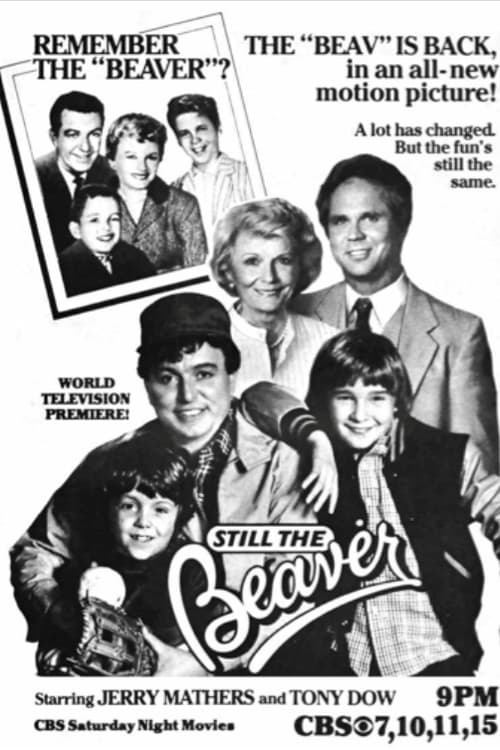 REMEMBER
THE "BEAVER"?
THE "BEAV" IS BACK,
in an all-new
motion picture!
A lot has changed.
But the fun's
still the
same.
WORLD
TELEVISION
PREMIERE!
STILL THE
Beaver
Starring JERRY MATHERS and TONY DOW
9PM
CBS Saturday Night Movies
CBS 7,10,11,15